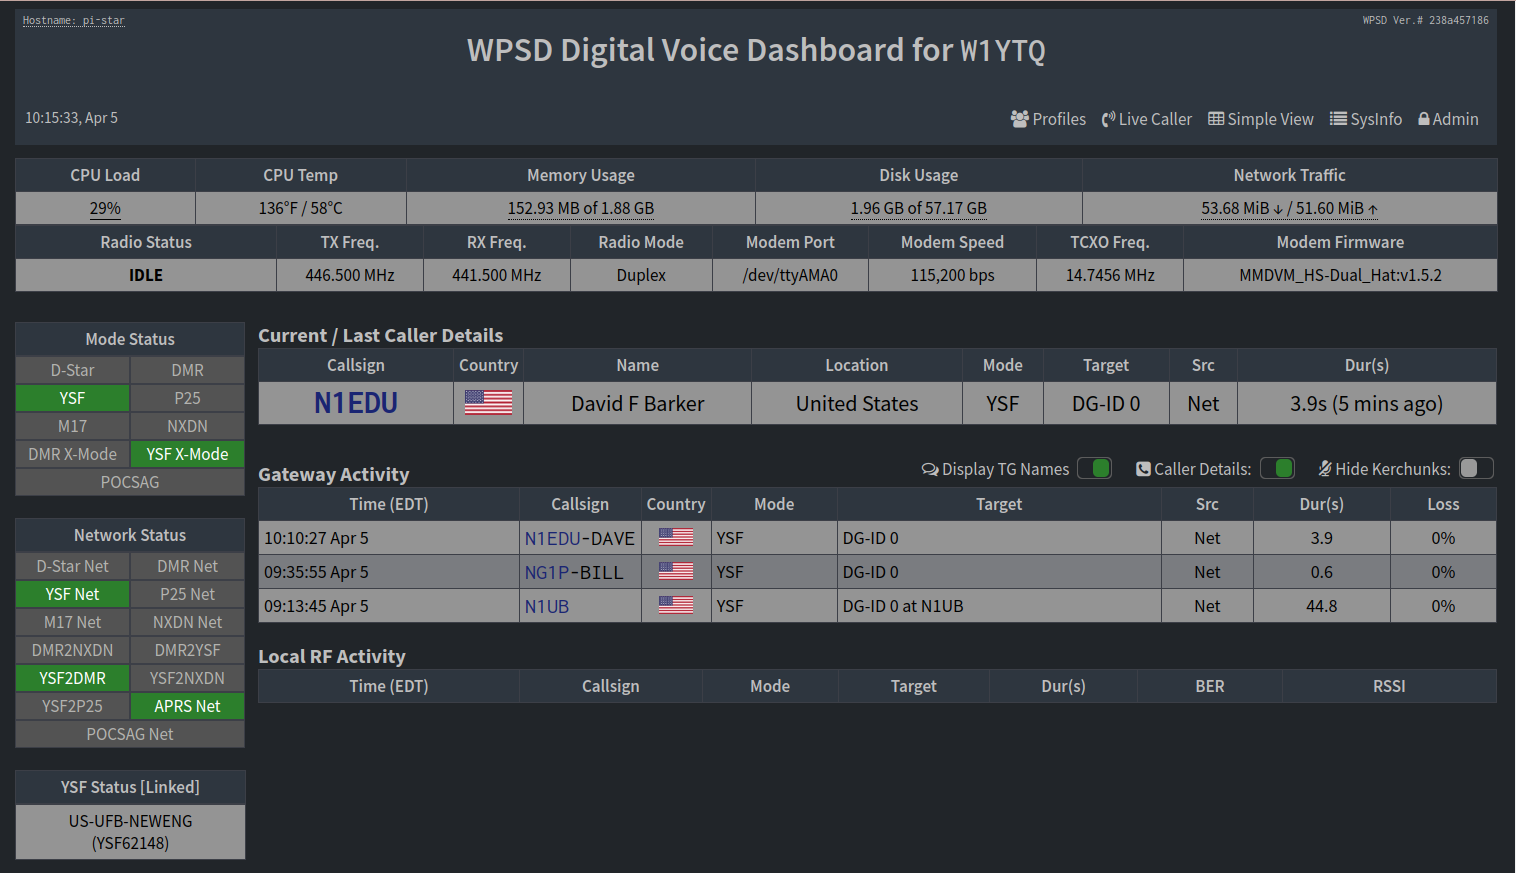 Hostname: pi-star
WPSD Ver.# 238a457186
WPSD Digital Voice Dashboard for W1YTQ
10:15:33, Apr 5
Profiles Live Caller Simple View SysInfo Admin
CPU Load CPU Temp Memory Usage Disk Usage Network Traffic
29% 136°F / 58°C 152.93 MB of 1.88 GB 1.96 GB of 57.17 GB 53.68 MiB ↓ / 51.60 MiB ↑
Radio Status TX Freq. RX Freq. Radio Mode Modem Port Modem Speed TCXO Freq. Modem Firmware
IDLE 446.500 MHz 441.500 MHz Duplex /dev/ttyAMA0 115,200 bps 14.7456 MHz MMDVM_HS-Dual_Hat:v1.5.2
Mode Status
D-Star DMR
YSF P25
M17 NXDN
DMR X-Mode YSF X-Mode
POCSAG
Network Status
D-Star Net DMR Net
YSF Net P25 Net
M17 Net NXDN Net
DMR2NXDN DMR2YSF
YSF2DMR YSF2NXDN
YSF2P25 APRS Net
POCSAG Net
YSF Status [Linked]
US-UFB-NEWENG
(YSF62148)
Current / Last Caller Details
Callsign Country Name Location Mode Target Src Dur(s)
N1EDU David F Barker United States YSF DG-ID 0 Net 3.9s (5 mins ago)
Gateway Activity
Display TG Names Caller Details: Hide Kerchunks:
Time (EDT) Callsign Country Mode Target Src Dur(s) Loss
10:10:27 Apr 5 N1EDU-DAVE YSF DG-ID 0 Net 3.9 0%
09:35:55 Apr 5 NG1P-BILL YSF DG-ID 0 Net 0.6 0%
09:13:45 Apr 5 N1UB YSF DG-ID 0 at N1UB Net 44.8 0%
Local RF Activity
Time (EDT) Callsign Mode Target Dur(s) BER RSSI